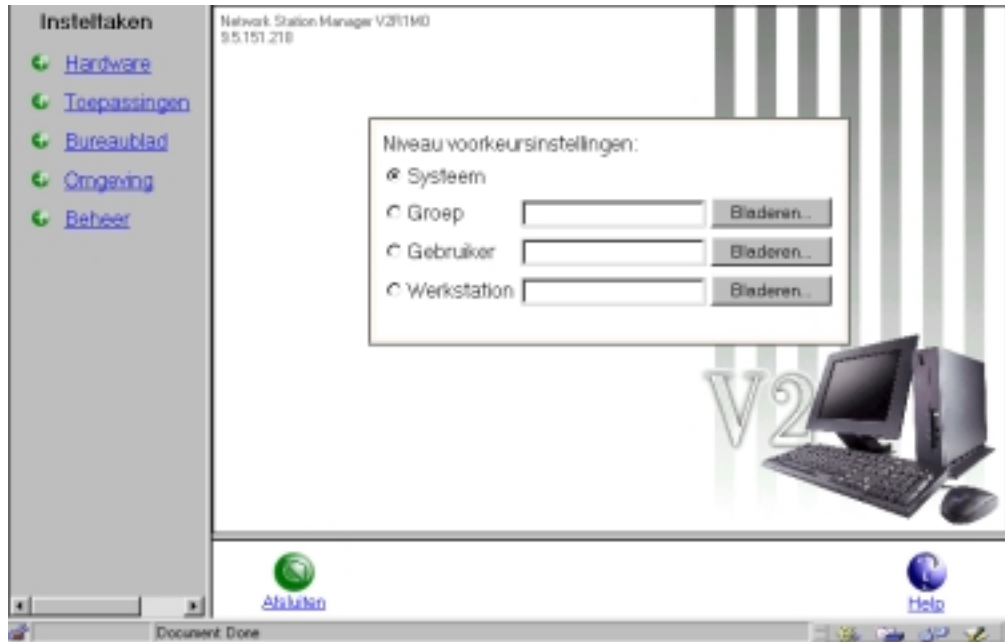 Insteltaken
Hardware
Toepassingen
Bureaublad
Omgeving
Beheer
Network Station Manager V2R1M0
9.5.151.218
Niveau voorkeursinstellingen:
Systeem
Groep Bladeren...
Gebruiker Bladeren...
Werkstation Bladeren...
V2
Afsluiten
Help
Document: Done